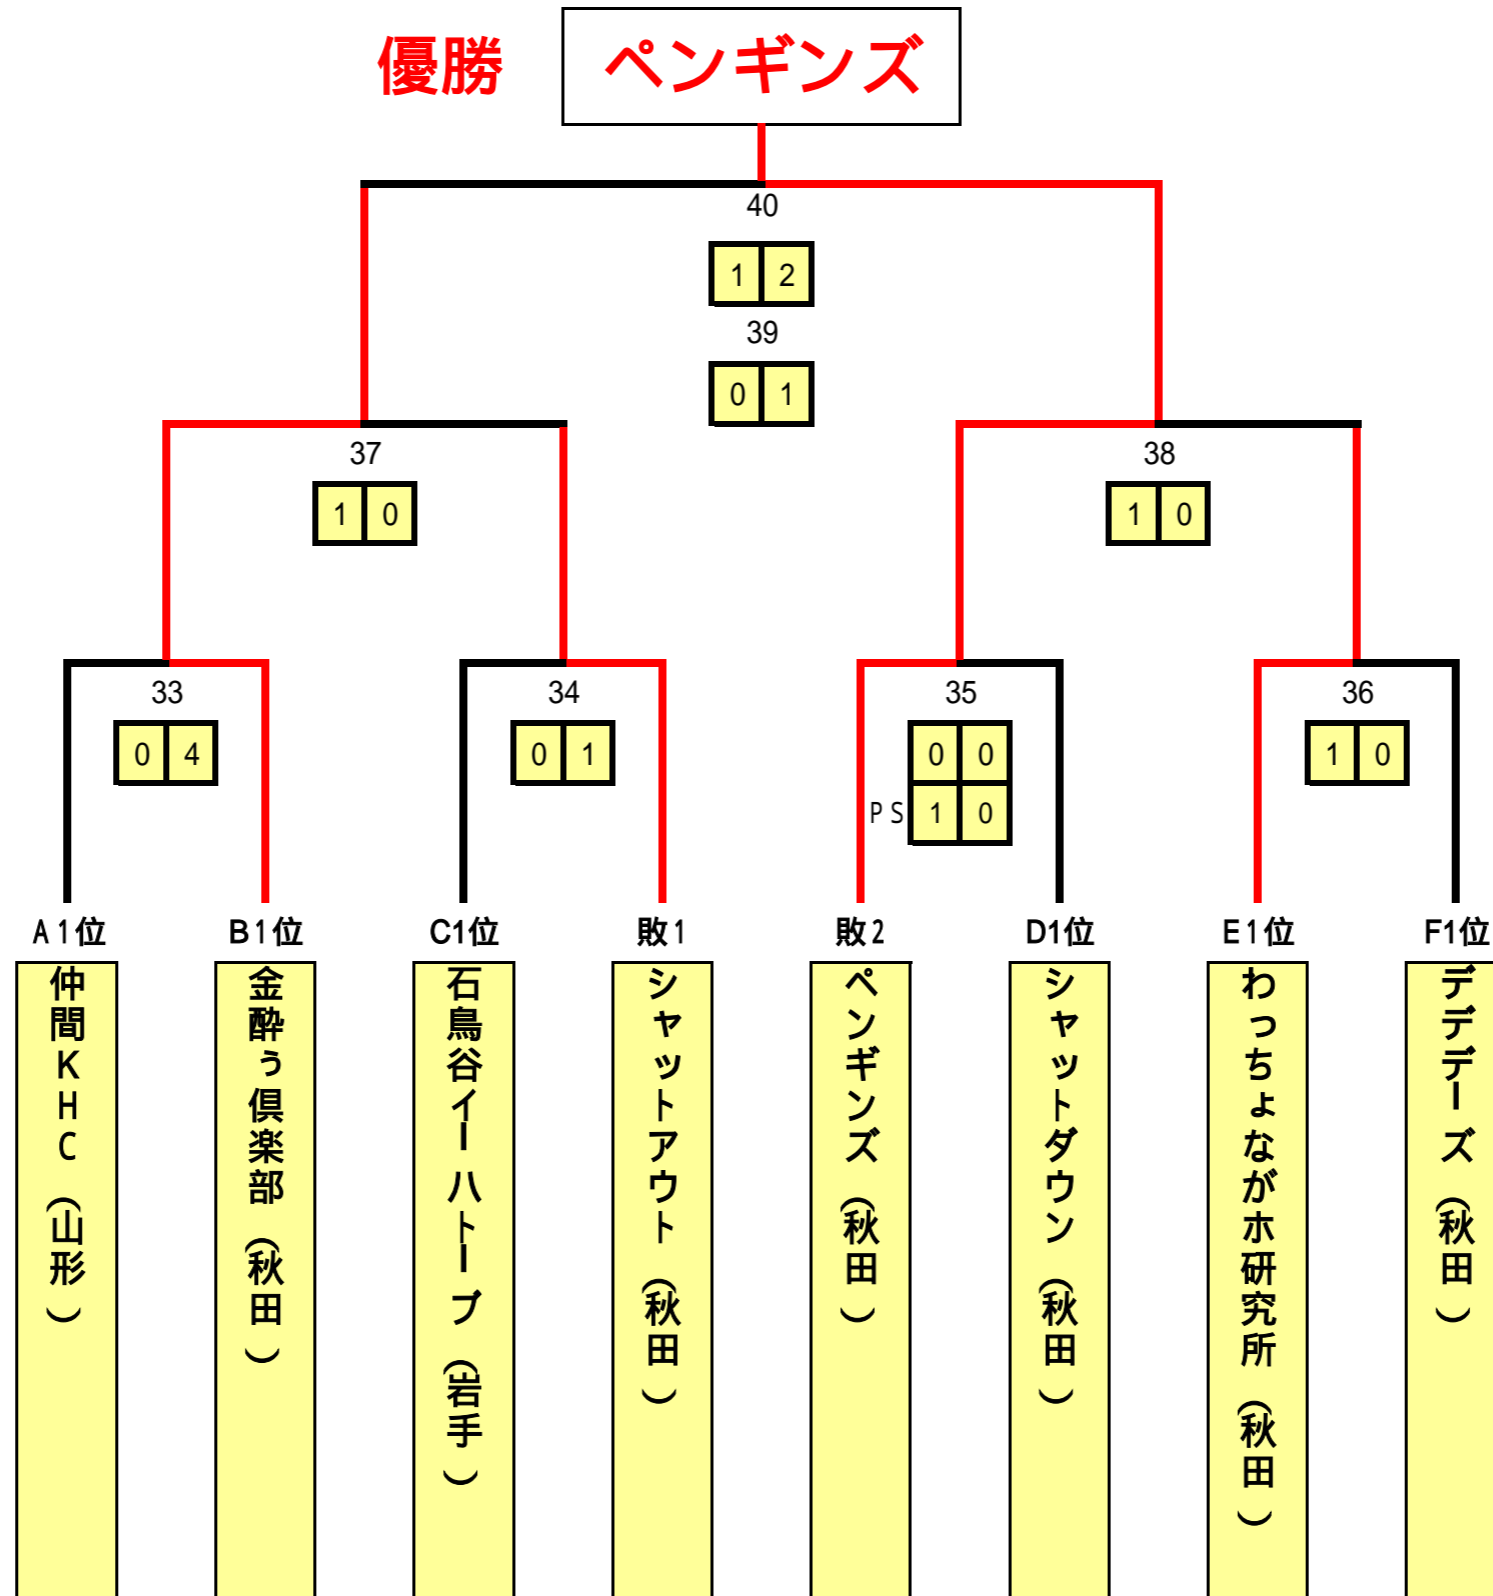 優勝 ペンギンズ
40
1 2
39
0 1
37 38
1 0 1 0
33 34 35 36
0 4 0 1 0 0 1 0
PS 1 0
A1位 B1位 C1位 敗1 敗2 D1位 E1位 F1位
仲間KHC(山形)
金酔ぅ倶楽部(秋田)
石鳥谷イーハトーブ(岩手)
シャットアウト(秋田)
ペンギンズ(秋田)
シャットダウン(秋田)
わっちょながホ研究所(秋田)
デデデーズ(秋田)